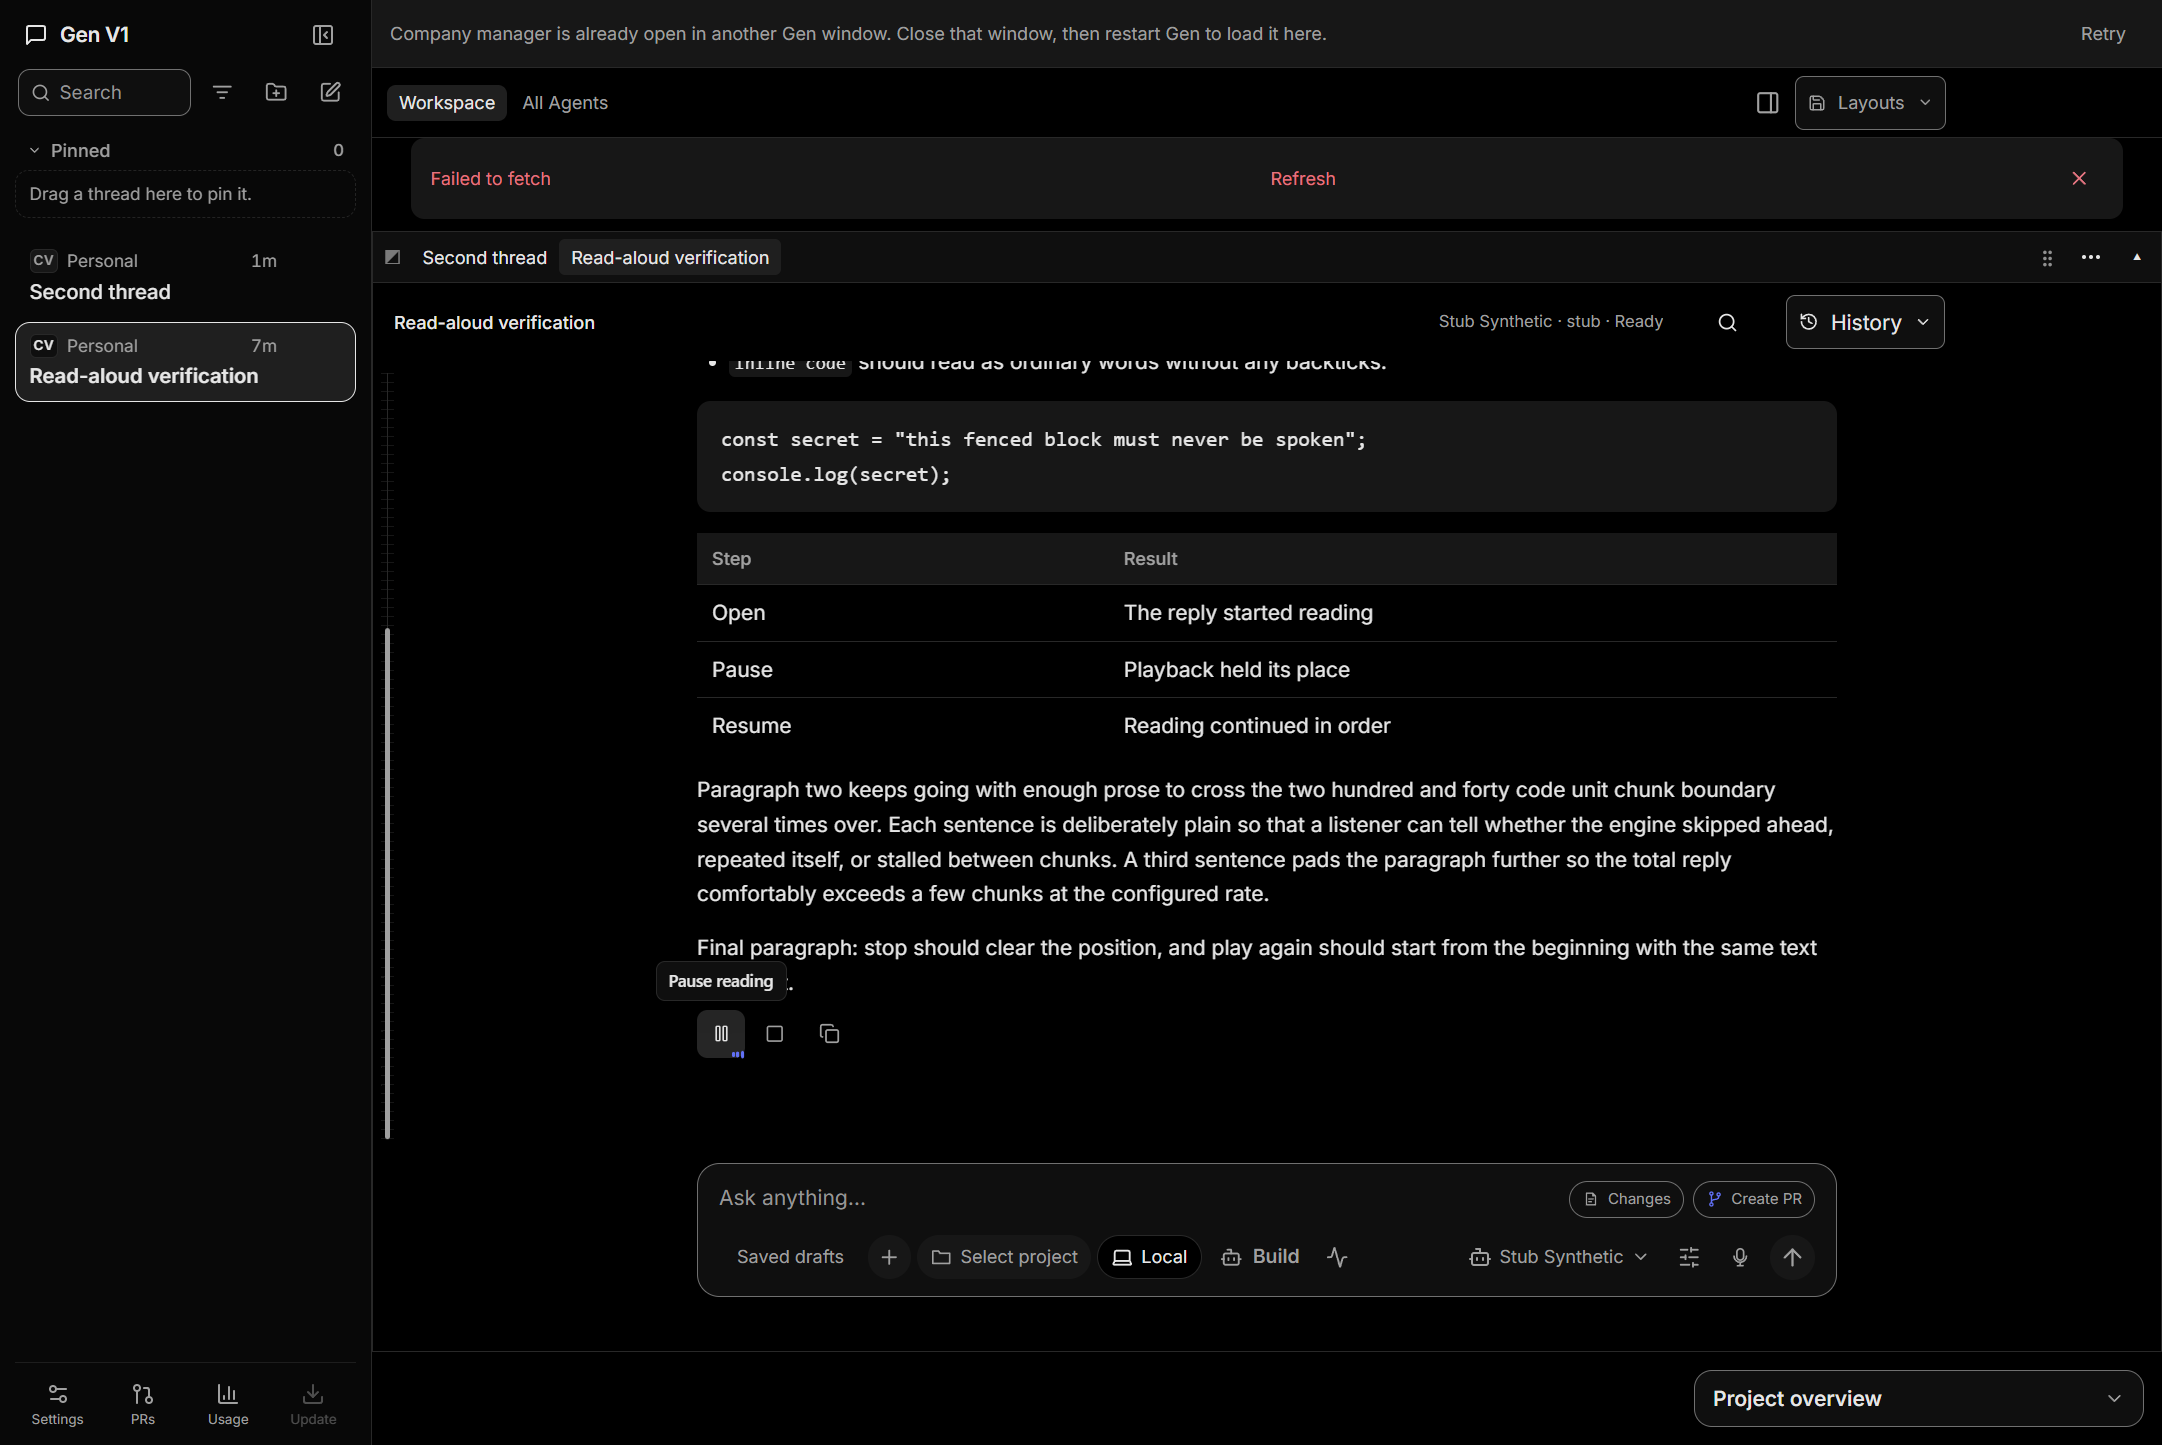 Gen V1
Search
Pinned 0
Drag a thread here to pin it.
CV Personal 1m
Second thread
CV Personal 7m
Read-aloud verification
Settings
PRs
Usage
Update
Company manager is already open in another Gen window. Close that window, then restart Gen to load it here.
Retry
Workspace
All Agents
Layouts
Failed to fetch
Refresh
Second thread
Read-aloud verification
Read-aloud verification
Stub Synthetic · stub · Ready
History
• inline code should read as ordinary words without any backticks.
const secret = "this fenced block must never be spoken";
console.log(secret);
Step Result
Open The reply started reading
Pause Playback held its place
Resume Reading continued in order
Paragraph two keeps going with enough prose to cross the two hundred and forty code unit chunk boundary
several times over. Each sentence is deliberately plain so that a listener can tell whether the engine skipped ahead,
repeated itself, or stalled between chunks. A third sentence pads the paragraph further so the total reply
comfortably exceeds a few chunks at the configured rate.
Final paragraph: stop should clear the position, and play again should start from the beginning with the same text
Pause reading
Ask anything...
Changes
Create PR
Saved drafts
Select project
Local
Build
Stub Synthetic
Project overview